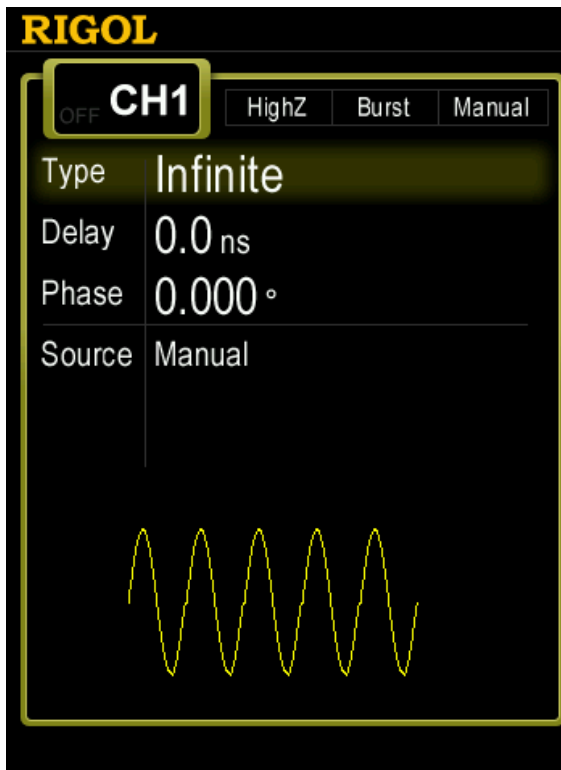 RIGOL
OFF CH1 HighZ Burst Manual
Type Infinite
Delay 0.0 ns
Phase 0.000 °
Source Manual